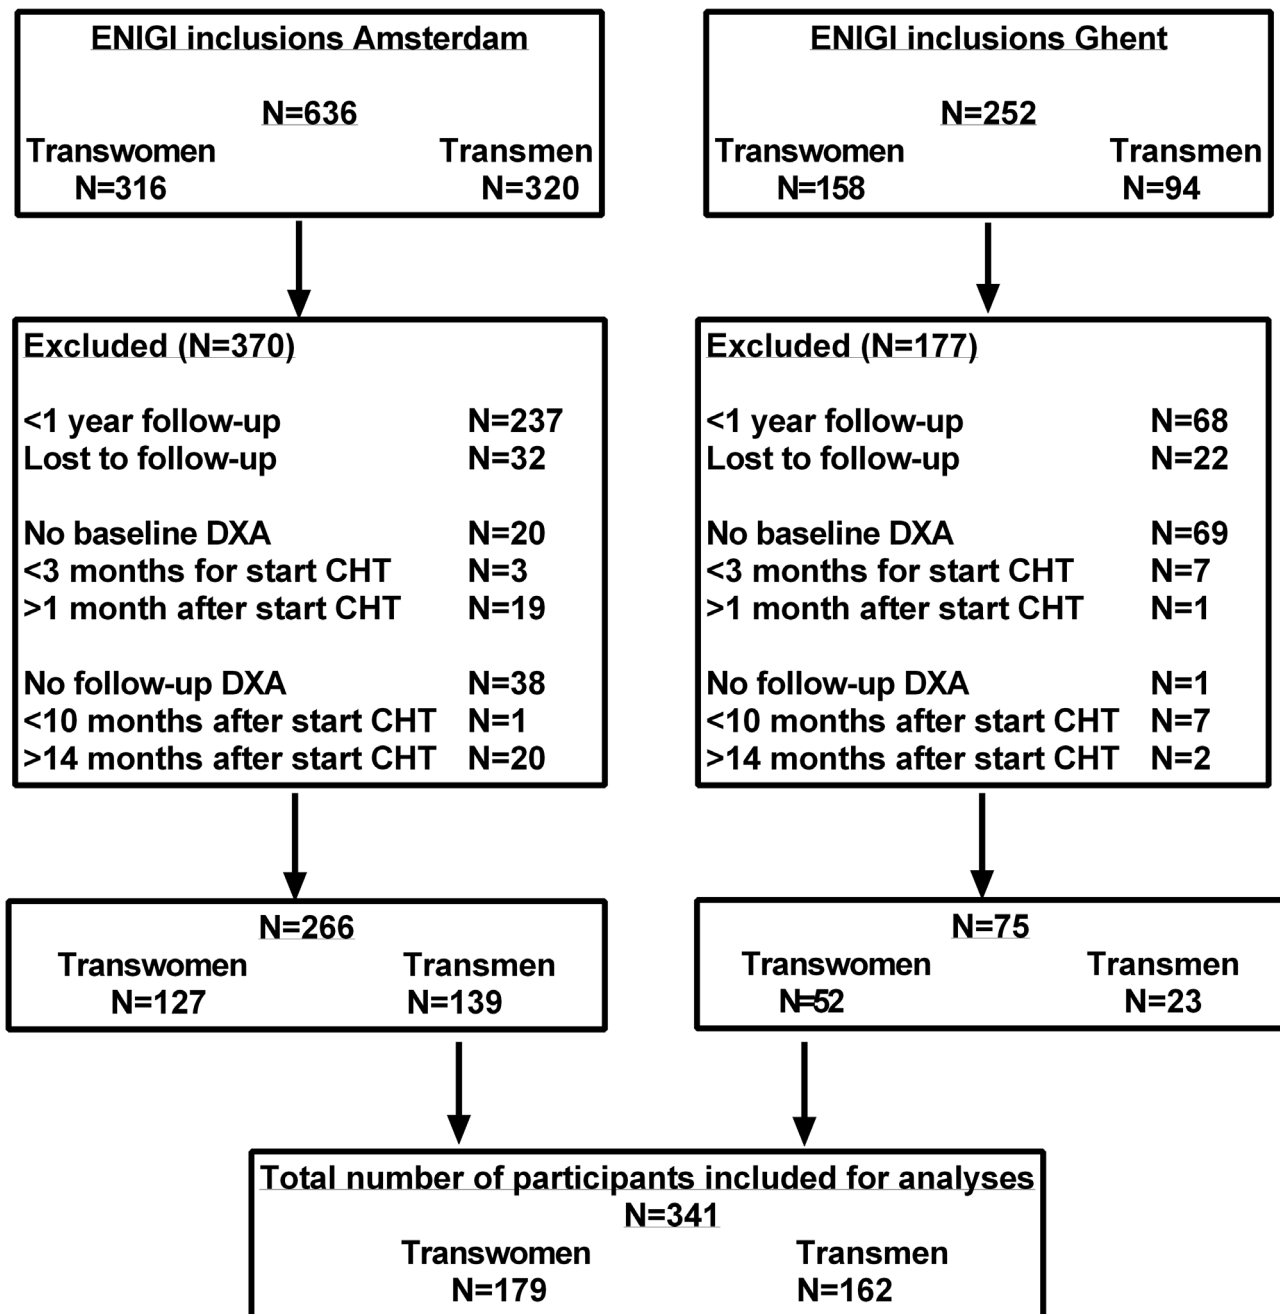 ENIGI inclusions Amsterdam
N=636
Transwomen Transmen
N=316 N=320
ENIGI inclusions Ghent
N=252
Transwomen Transmen
N=158 N=94
Excluded (N=370)
<1 year follow-up N=237
Lost to follow-up N=32
No baseline DXA N=20
<3 months for start CHT N=3
>1 month after start CHT N=19
No follow-up DXA N=38
<10 months after start CHT N=1
>14 months after start CHT N=20
Excluded (N=177)
<1 year follow-up N=68
Lost to follow-up N=22
No baseline DXA N=69
<3 months for start CHT N=7
>1 month after start CHT N=1
No follow-up DXA N=1
<10 months after start CHT N=7
>14 months after start CHT N=2
N=266
Transwomen Transmen
N=127 N=139
N=75
Transwomen Transmen
N=52 N=23
Total number of participants included for analyses
N=341
Transwomen Transmen
N=179 N=162